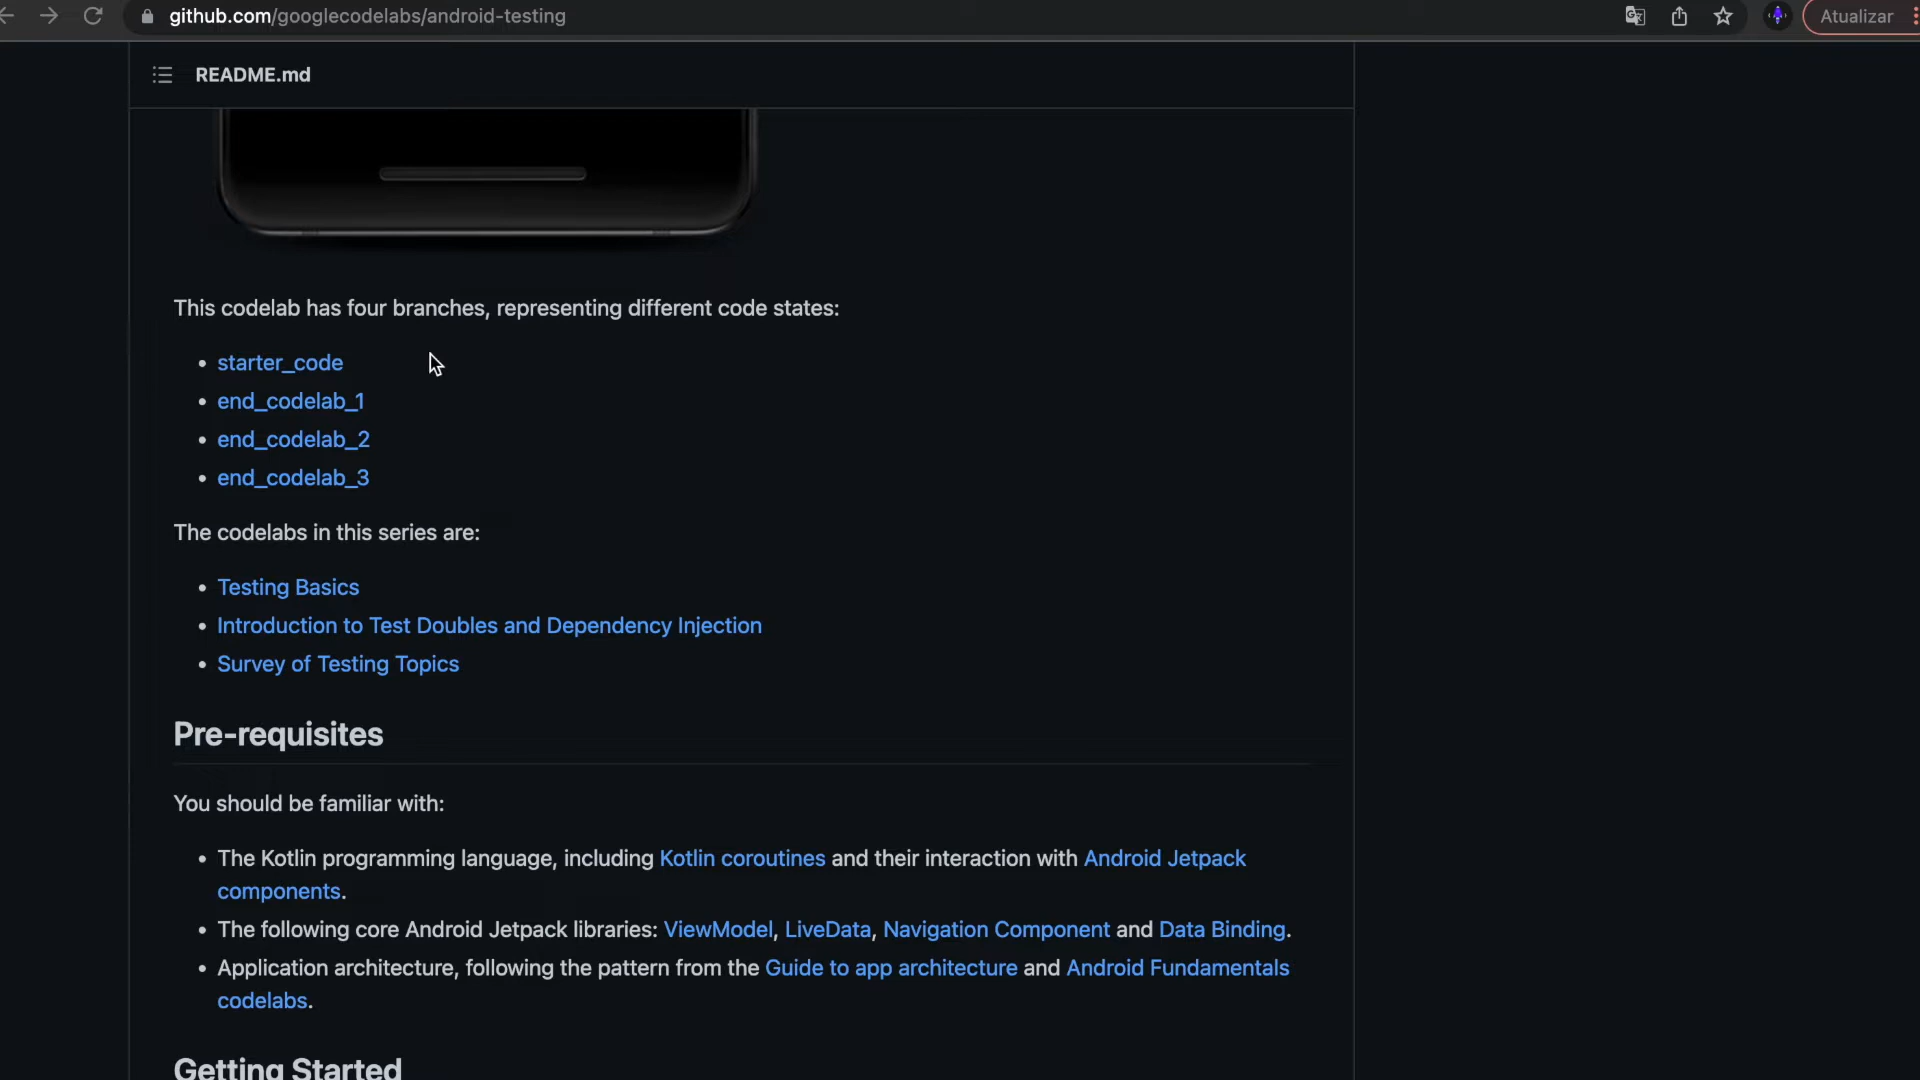 github.com/googlecodelabs/android-testing
Atualizar
README.md
This codelab has four branches, representing different code states:
• starter_code
• end_codelab_1
• end_codelab_2
• end_codelab_3
The codelabs in this series are:
• Testing Basics
• Introduction to Test Doubles and Dependency Injection
• Survey of Testing Topics
Pre-requisites
You should be familiar with:
• The Kotlin programming language, including Kotlin coroutines and their interaction with Android Jetpack
components.
• The following core Android Jetpack libraries: ViewModel, LiveData, Navigation Component and Data Binding.
• Application architecture, following the pattern from the Guide to app architecture and Android Fundamentals
codelabs.
Getting Started